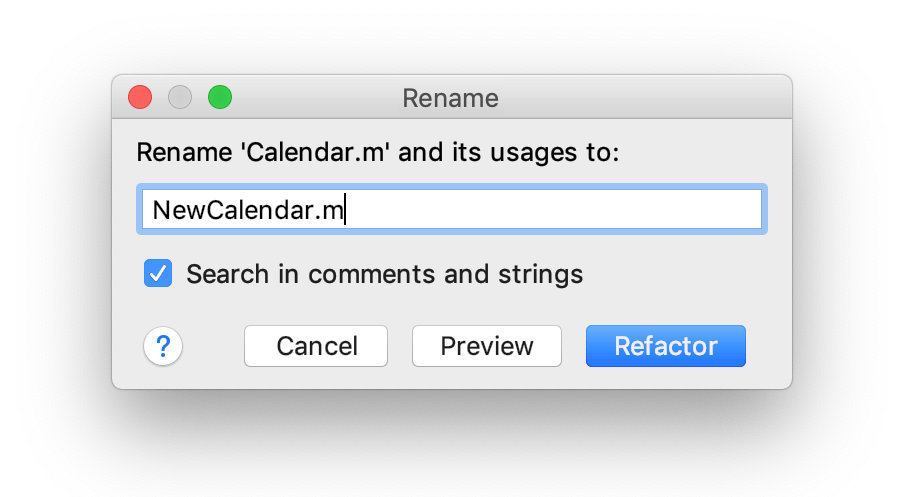 Rename
Rename 'Calendar.m' and its usages to:
NewCalendar.m
Search in comments and strings
? Cancel Preview Refactor